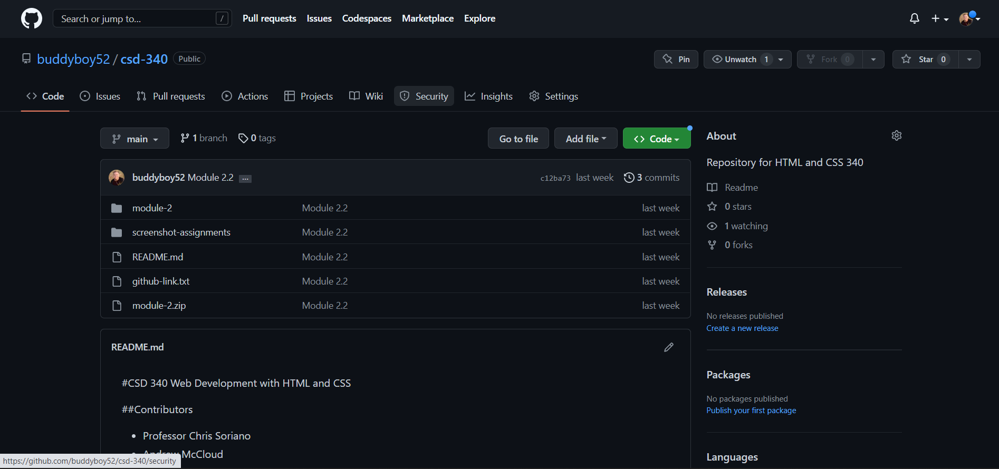 Search or jump to... /
Pull requests Issues Codespaces Marketplace Explore
buddyboy52 / csd-340 Public
Pin Unwatch 1 Fork 0 Star 0
Code Issues Pull requests Actions Projects Wiki Security Insights Settings
main 1 branch 0 tags Go to file Add file Code
buddyboy52 Module 2.2 ... c12ba73 last week 3 commits
module-2 Module 2.2 last week
screenshot-assignments Module 2.2 last week
README.md Module 2.2 last week
github-link.txt Module 2.2 last week
module-2.zip Module 2.2 last week
README.md
#CSD 340 Web Development with HTML and CSS
##Contributors
• Professor Chris Soriano
• Andrew McCloud
https://github.com/buddyboy52/csd-340/security
About
Repository for HTML and CSS 340
Readme
0 stars
1 watching
0 forks
Releases
No releases published
Create a new release
Packages
No packages published
Publish your first package
Languages